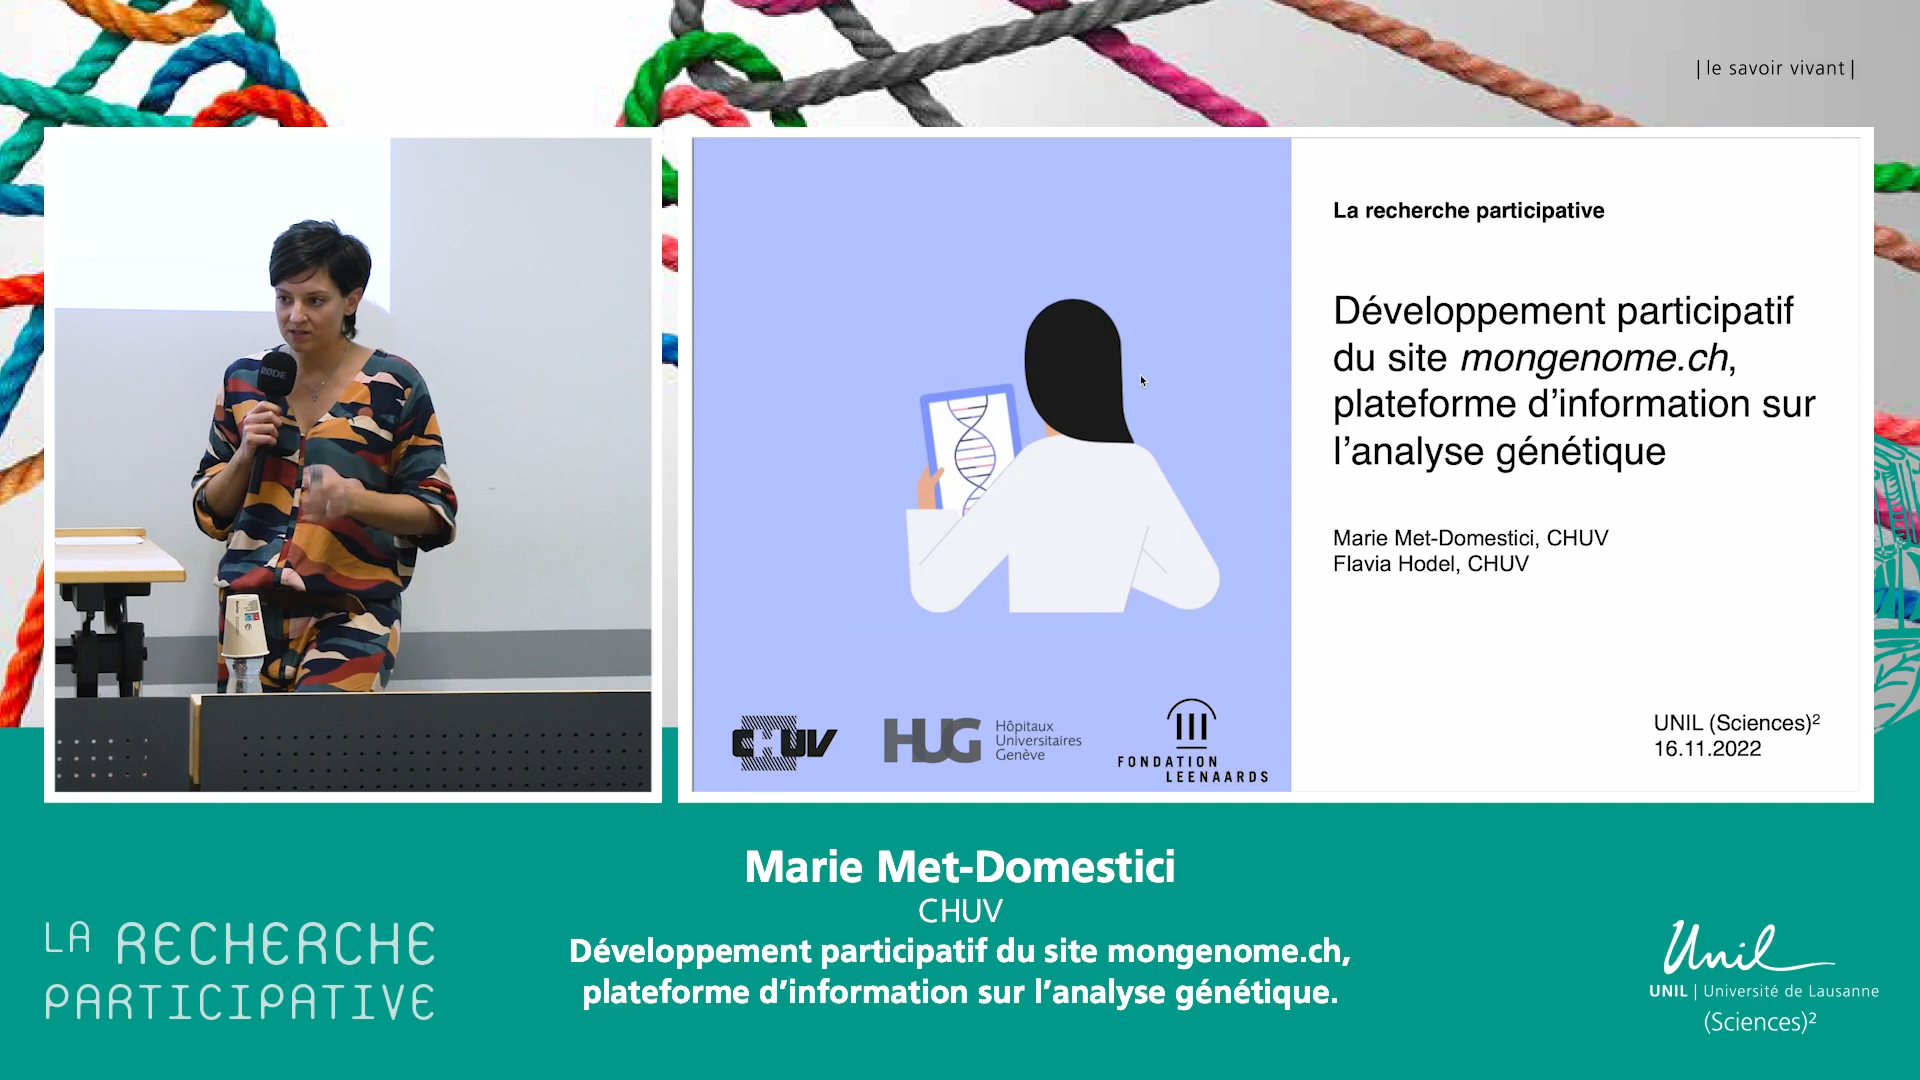 | le savoir vivant |
RØDE
La recherche participative
Développement participatif
du site mongenome.ch,
plateforme d’information sur
l’analyse génétique
Marie Met-Domestici, CHUV
Flavia Hodel, CHUV
CHUV
HUG
Hôpitaux
Universitaires
Genève
FONDATION
LEENAARDS
UNIL (Sciences)²
16.11.2022
Marie Met-Domestici
CHUV
Développement participatif du site mongenome.ch,
plateforme d’information sur l’analyse génétique.
LA RECHERCHE
PARTICIPATIVE
Unil
UNIL | Université de Lausanne
(Sciences)²